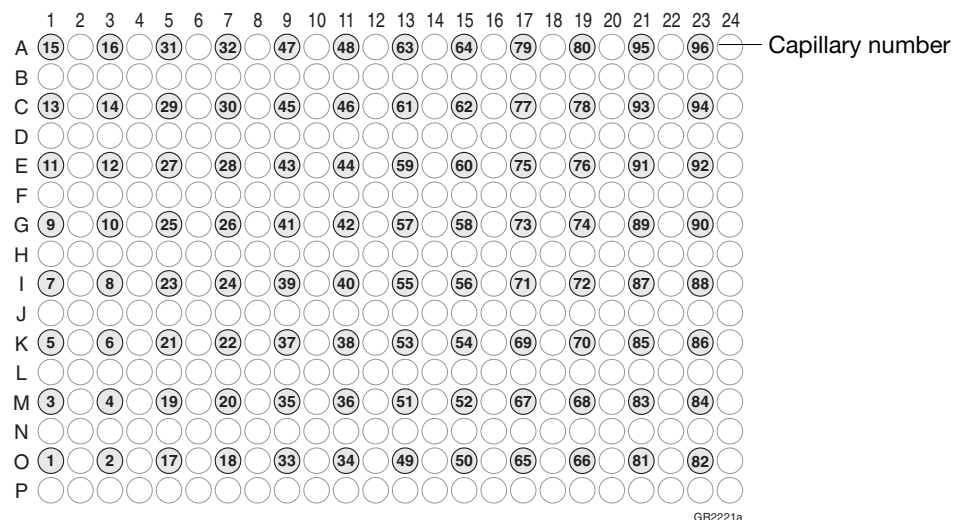 1 2 3 4 5 6 7 8 9 10 11 12 13 14 15 16 17 18 19 20 21 22 23 24
A 15 16 31 32 47 48 63 64 79 80 95 96 Capillary number
B
C 13 14 29 30 45 46 61 62 77 78 93 94
D
E 11 12 27 28 43 44 59 60 75 76 91 92
F
G 9 10 25 26 41 42 57 58 73 74 89 90
H
I 7 8 23 24 39 40 55 56 71 72 87 88
J
K 5 6 21 22 37 38 53 54 69 70 85 86
L
M 3 4 19 20 35 36 51 52 67 68 83 84
N
O 1 2 17 18 33 34 49 50 65 66 81 82
P
GR2221a